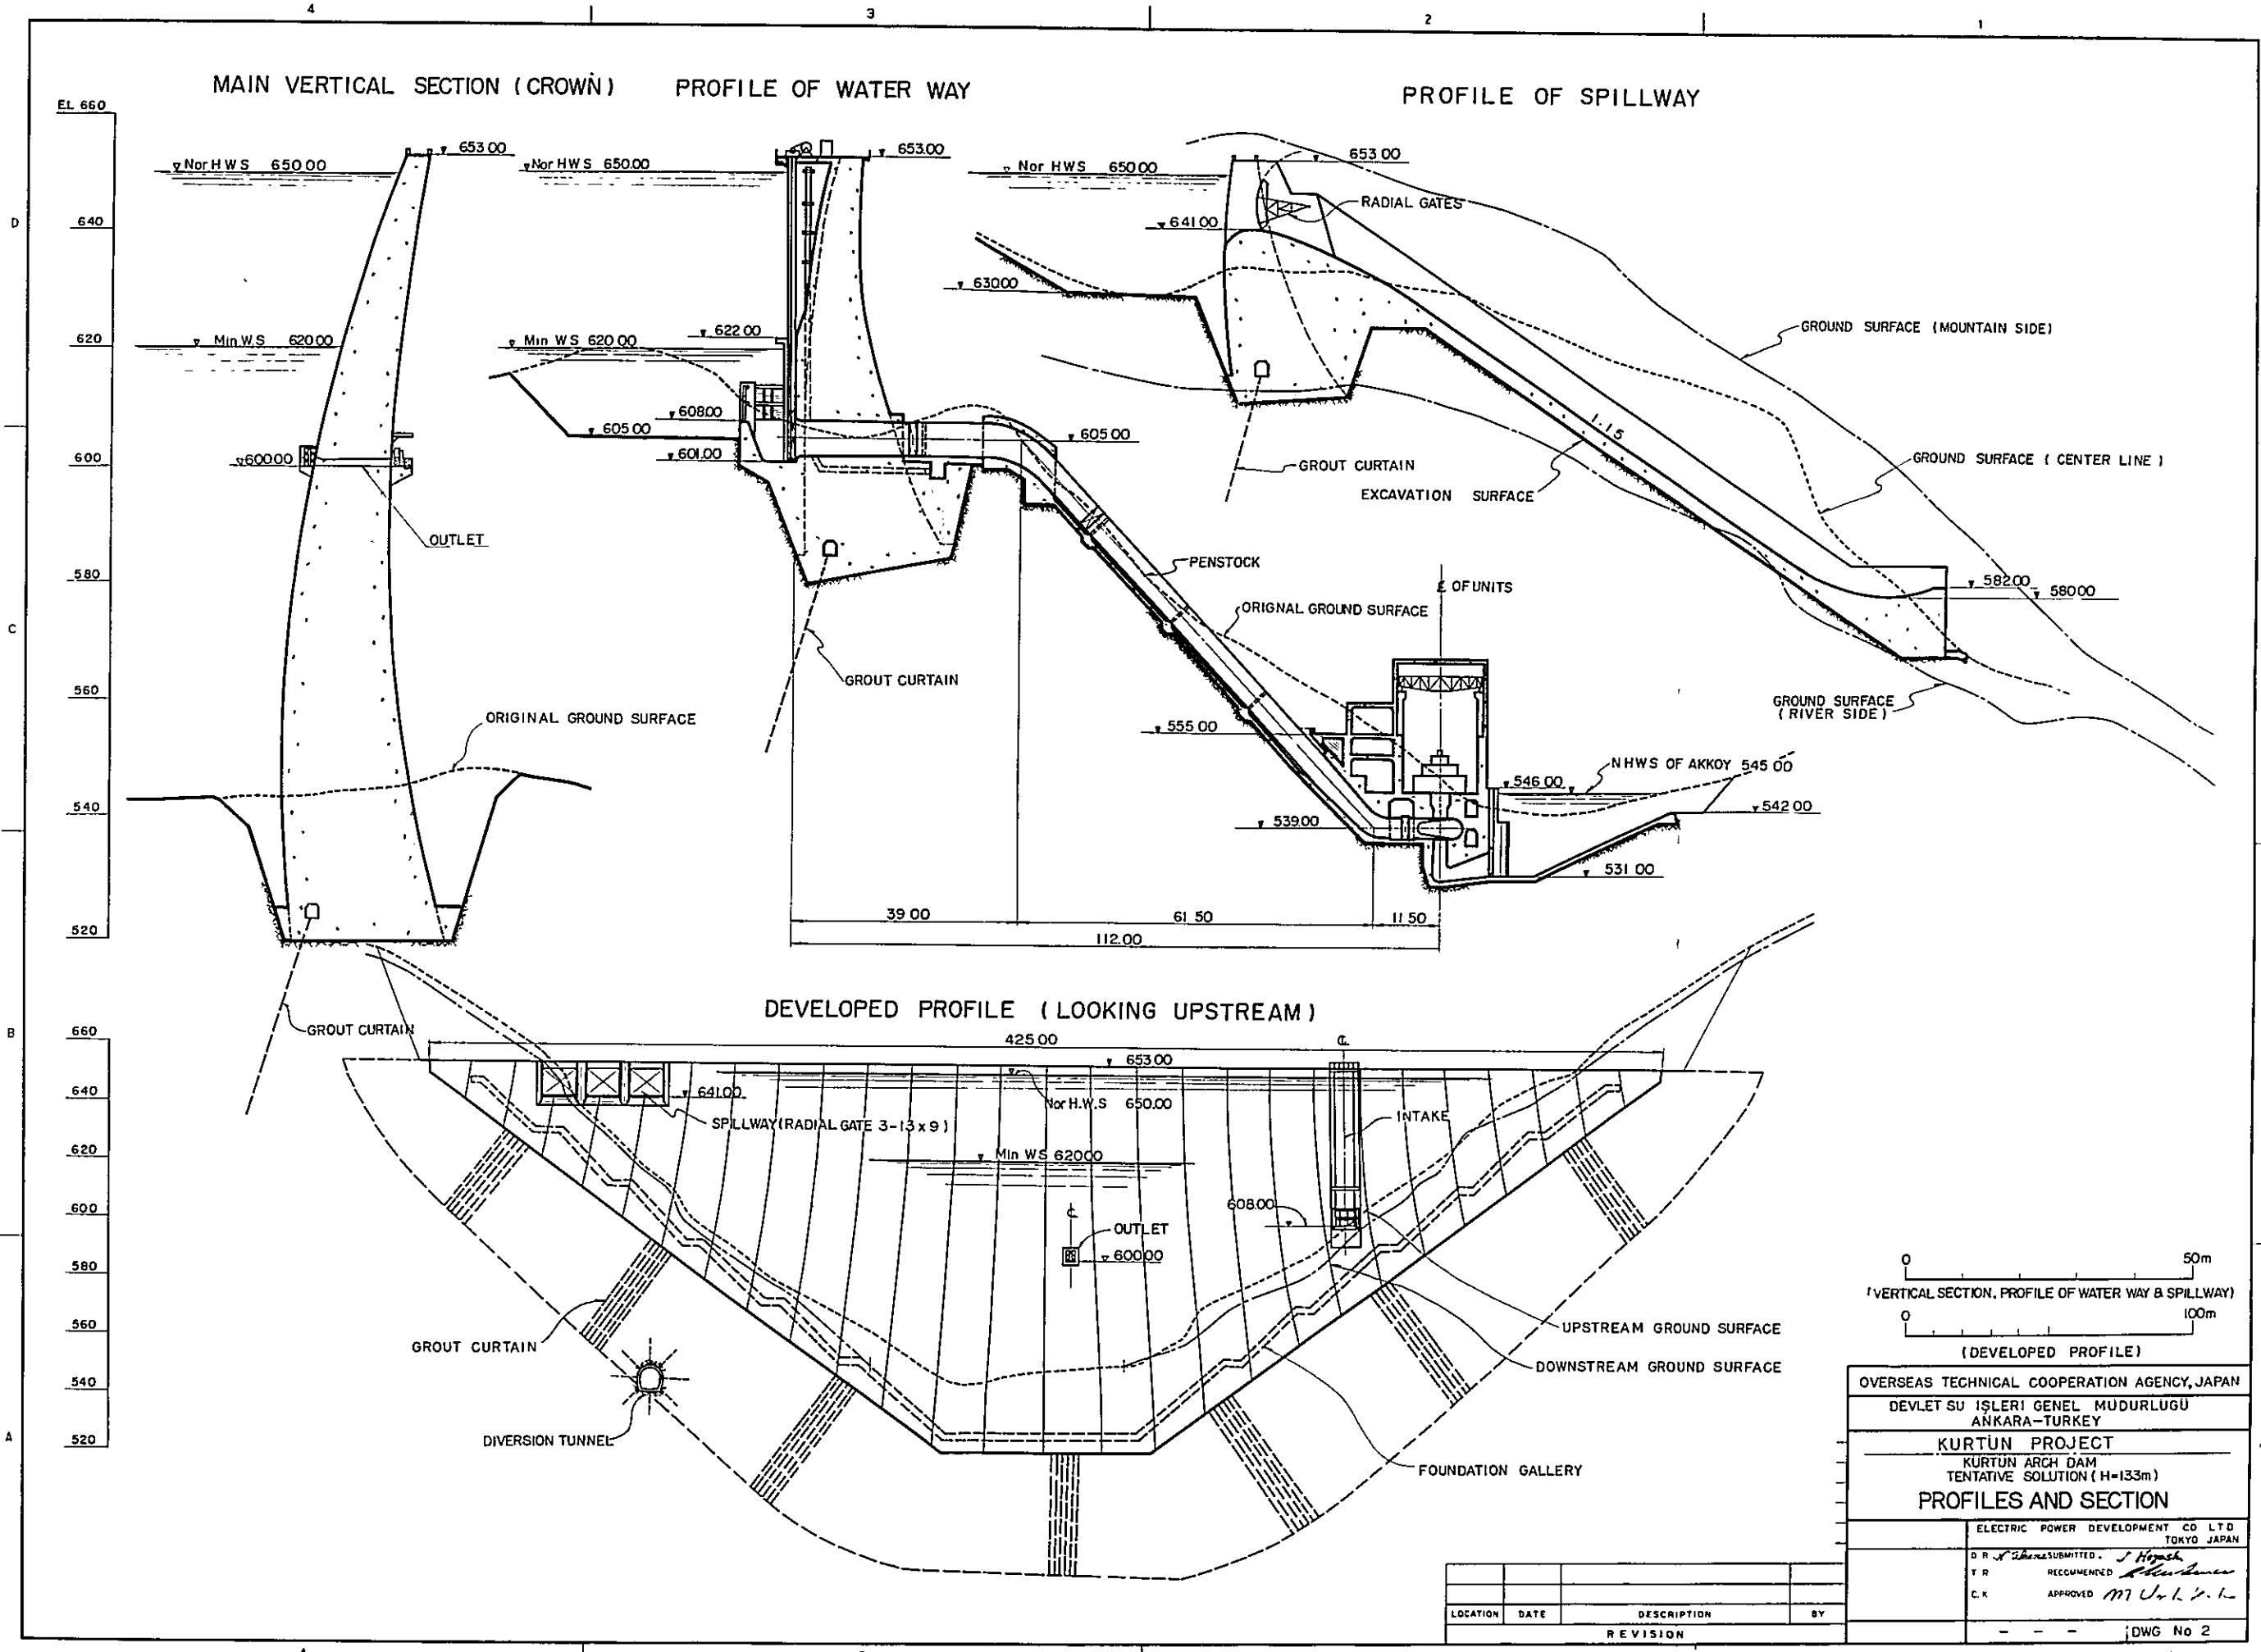 4
3
2
1
D
C
B
A
MAIN VERTICAL SECTION (CROWN)
EL 660
640
620
600
580
560
540
520
653 00
Nor HWS 650 00
Min W.S 620 00
600 00
OUTLET
ORIGINAL GROUND SURFACE
GROUT CURTAIN
PROFILE OF WATER WAY
653.00
Nor HWS 650.00
622 00
Min WS 620 00
608.00
605 00
601.00
605 00
PENSTOCK
ORIGNAL GROUND SURFACE
GROUT CURTAIN
℄ OF UNITS
555.00
546.00
NHWS OF AKKOY 545 00
542 00
539.00
531 00
39 00
61 50
11 50
112.00
PROFILE OF SPILLWAY
653 00
Nor HWS 650 00
RADIAL GATES
641.00
630.00
GROUND SURFACE (MOUNTAIN SIDE)
1.15
GROUND SURFACE ( CENTER LINE )
GROUT CURTAIN
EXCAVATION SURFACE
582.00
580 00
GROUND SURFACE
( RIVER SIDE )
DEVELOPED PROFILE ( LOOKING UPSTREAM )
425 00
℄
660
640
620
600
580
560
540
520
653 00
641.00
Nor H.W.S 650.00
SPILLWAY(RADIAL GATE 3-13 x 9)
INTAKE
Min WS 620 00
608.00
℄
OUTLET
600 00
GROUT CURTAIN
DIVERSION TUNNEL
UPSTREAM GROUND SURFACE
DOWNSTREAM GROUND SURFACE
FOUNDATION GALLERY
0 50m
(VERTICAL SECTION, PROFILE OF WATER WAY & SPILLWAY)
0 100m
(DEVELOPED PROFILE)
OVERSEAS TECHNICAL COOPERATION AGENCY, JAPAN
DEVLET SU İŞLERİ GENEL MÜDÜRLÜGÜ
ANKARA-TURKEY
KURTÜN PROJECT
KURTUN ARCH DAM
TENTATIVE SOLUTION ( H=133m)
PROFILES AND SECTION
ELECTRIC POWER DEVELOPMENT CO LTD
TOKYO JAPAN
D R SUBMITTED.
T R RECOMMENDED
C. K APPROVED
LOCATION DATE DESCRIPTION BY
REVISION
- - - DWG No 2